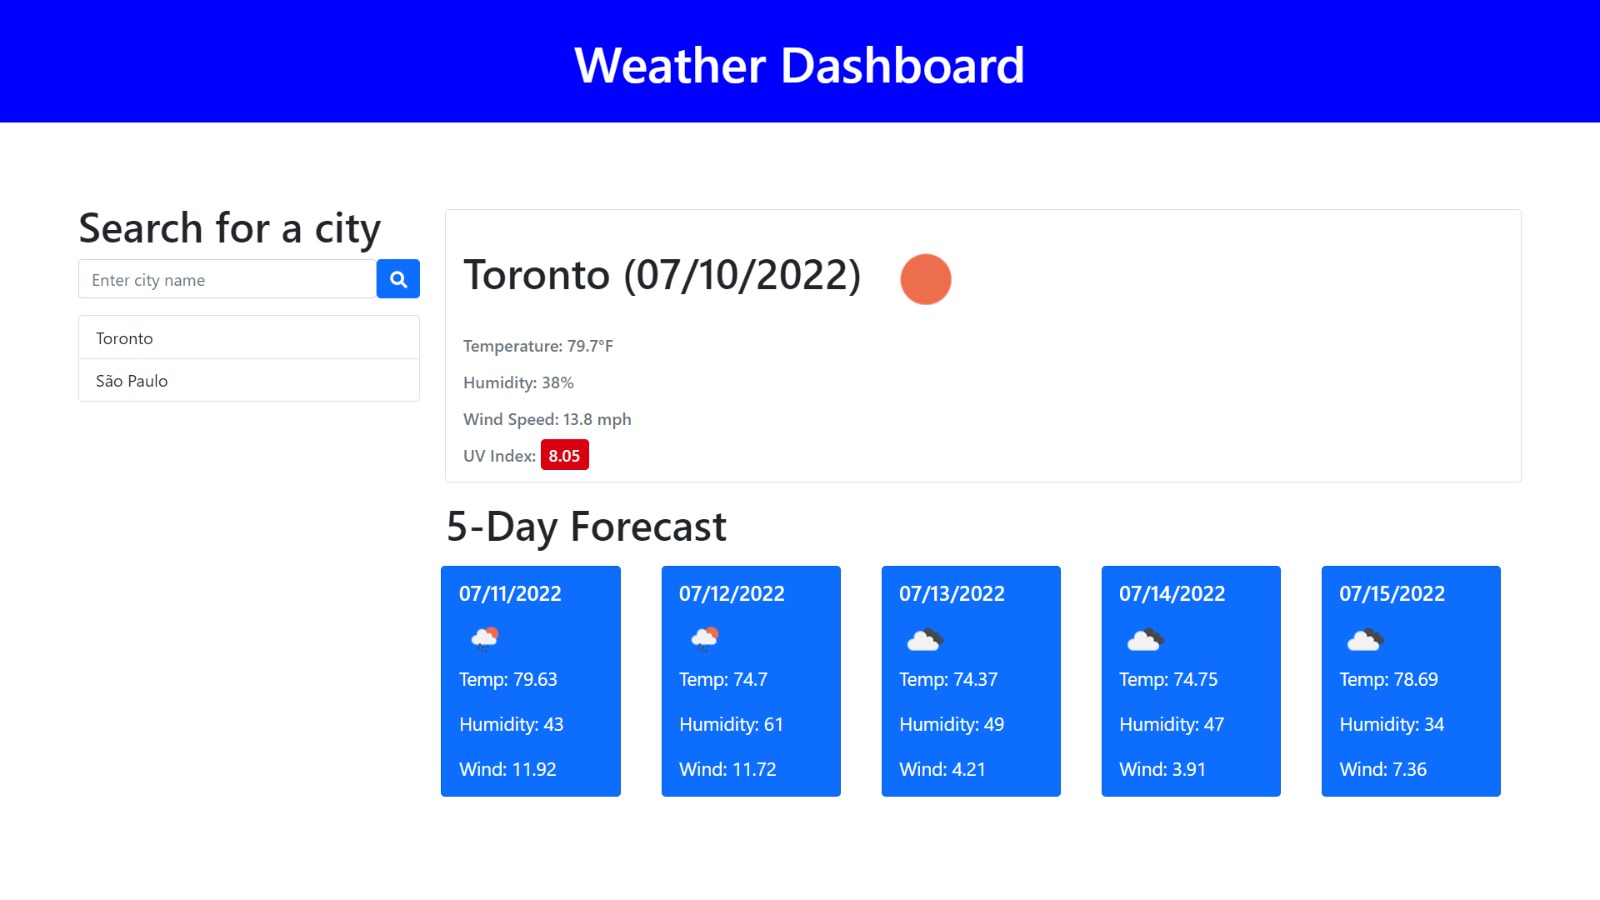 Weather Dashboard
Search for a city
Enter city name
Toronto
São Paulo
Toronto (07/10/2022)
Temperature: 79.7°F
Humidity: 38%
Wind Speed: 13.8 mph
UV Index: 8.05
5-Day Forecast
07/11/2022
Temp: 79.63
Humidity: 43
Wind: 11.92
07/12/2022
Temp: 74.7
Humidity: 61
Wind: 11.72
07/13/2022
Temp: 74.37
Humidity: 49
Wind: 4.21
07/14/2022
Temp: 74.75
Humidity: 47
Wind: 3.91
07/15/2022
Temp: 78.69
Humidity: 34
Wind: 7.36